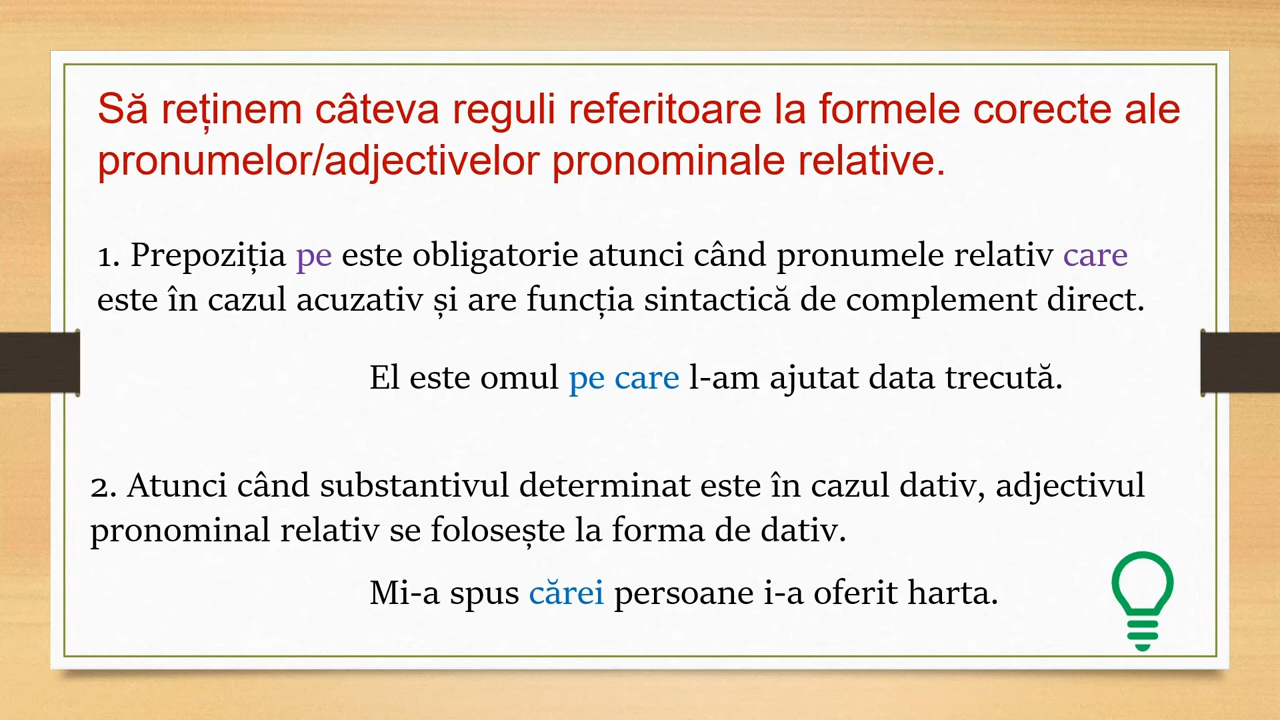 Să reținem câteva reguli referitoare la formele corecte ale
pronumelor/adjectivelor pronominale relative.
1. Prepoziția pe este obligatorie atunci când pronumele relativ care
este în cazul acuzativ și are funcția sintactică de complement direct.
El este omul pe care l-am ajutat data trecută.
2. Atunci când substantivul determinat este în cazul dativ, adjectivul
pronominal relativ se folosește la forma de dativ.
Mi-a spus cărei persoane i-a oferit harta.